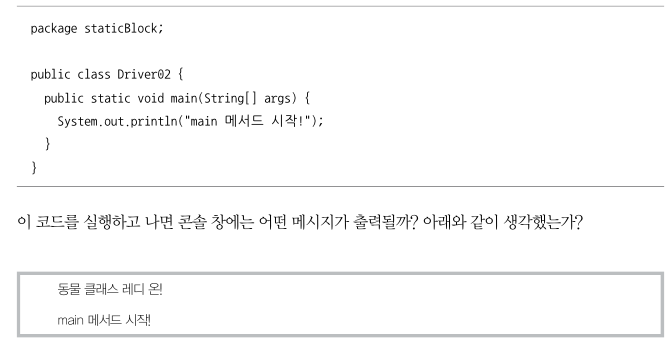 package staticBlock;
public class Driver02 {
public static void main(String[] args) {
System.out.println("main 메서드 시작!");
}
}
이 코드를 실행하고 나면 콘솔 창에는 어떤 메시지가 출력될까? 아래와 같이 생각했는가?
동물 클래스 레디 온!
main 메서드 시작!